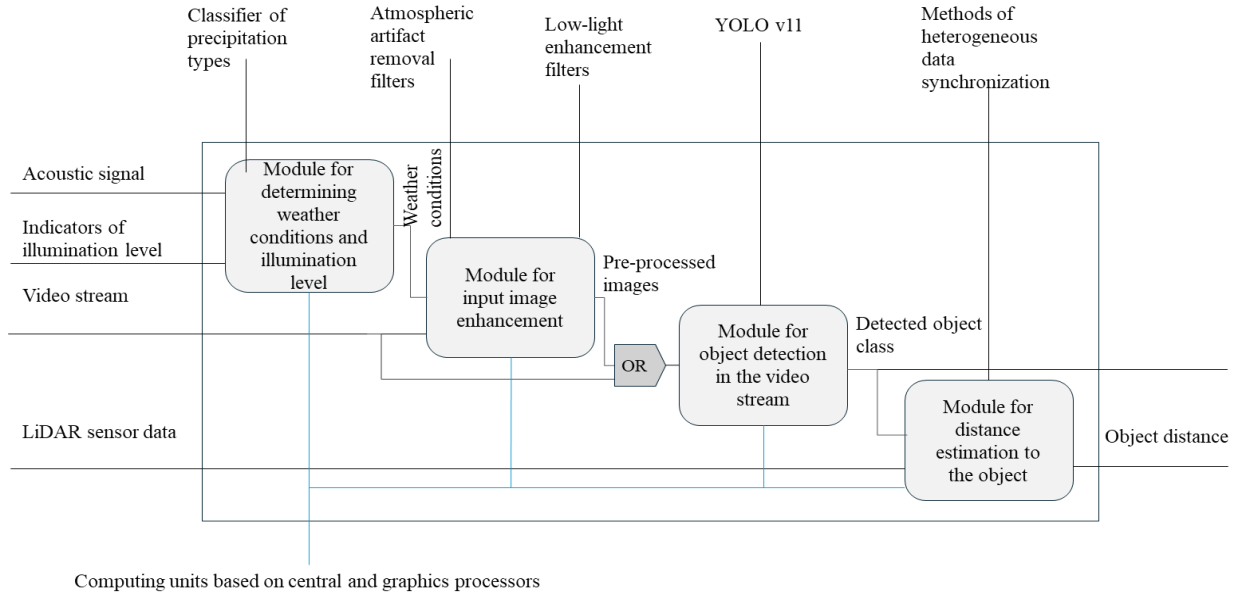 Classifier of
precipitation
types
Atmospheric
artifact
removal
filters
Low-light
enhancement
filters
YOLO v11
Methods of
heterogeneous
data
synchronization
Acoustic signal
Indicators of
illumination level
Video stream
LiDAR sensor data
Module for
determining
weather
conditions and
illumination
level
Weather
conditions
Module for
input image
enhancement
Pre-processed
images
OR
Module for
object detection
in the video
stream
Detected object
class
Module for
distance
estimation to
the object
Object distance
Computing units based on central and graphics processors